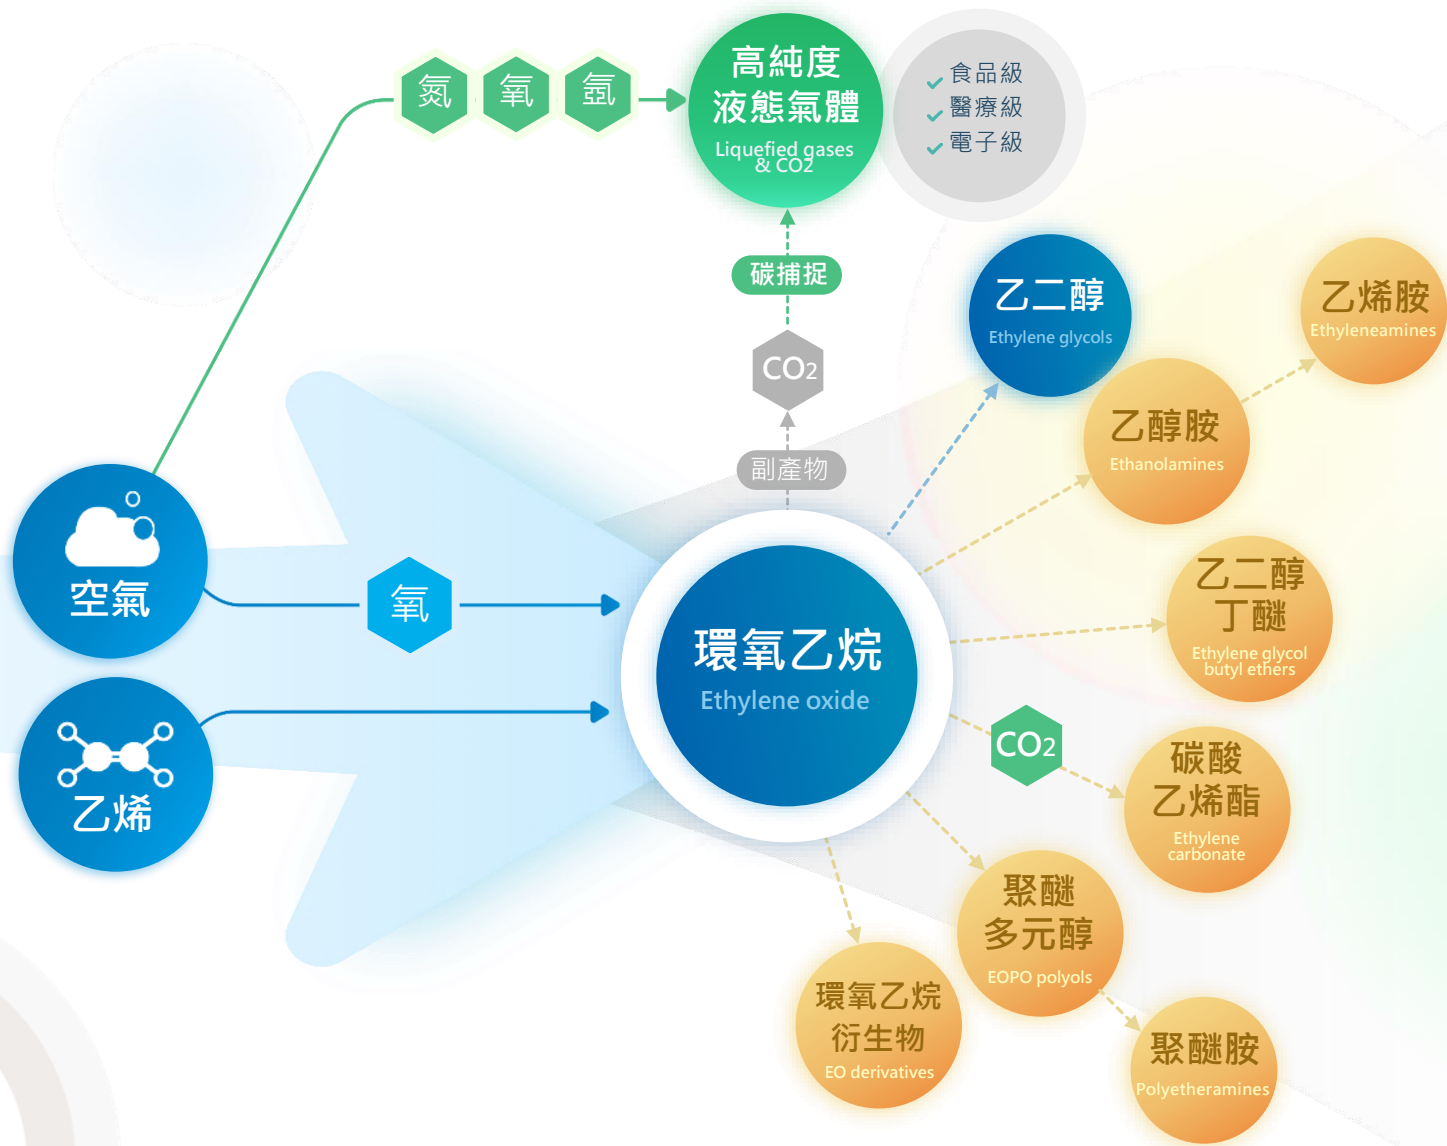 氮
氧
氬
高純度
液態氣體
Liquefied gases
& CO2
食品級
醫療級
電子級
碳捕捉
CO2
副產物
空氣
氧
乙烯
環氧乙烷
Ethylene oxide
乙二醇
Ethylene glycols
乙烯胺
Ethyleneamines
乙醇胺
Ethanolamines
乙二醇
丁醚
Ethylene glycol
butyl ethers
CO2
碳酸
乙烯酯
Ethylene
carbonate
聚醚
多元醇
EOPO polyols
環氧乙烷
衍生物
EO derivatives
聚醚胺
Polyetheramines